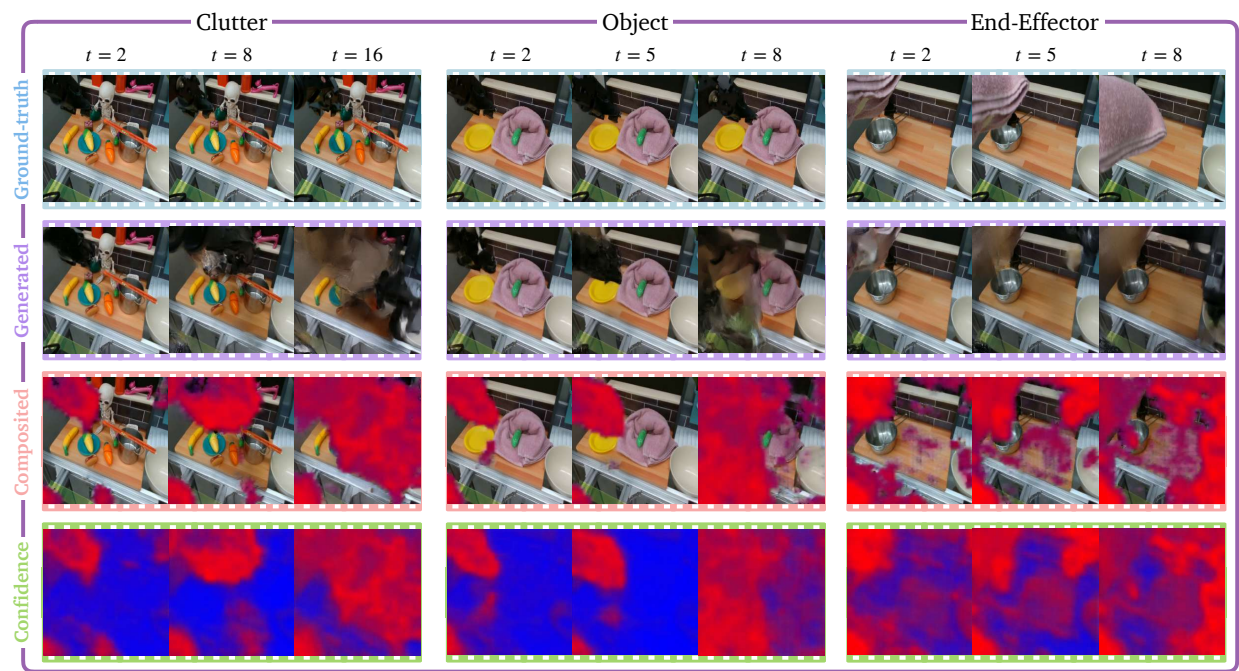 Clutter Object End-Effector
t = 2 t = 8 t = 16 t = 2 t = 5 t = 8 t = 2 t = 5 t = 8
Ground-truth
Generated
Composited
Confidence